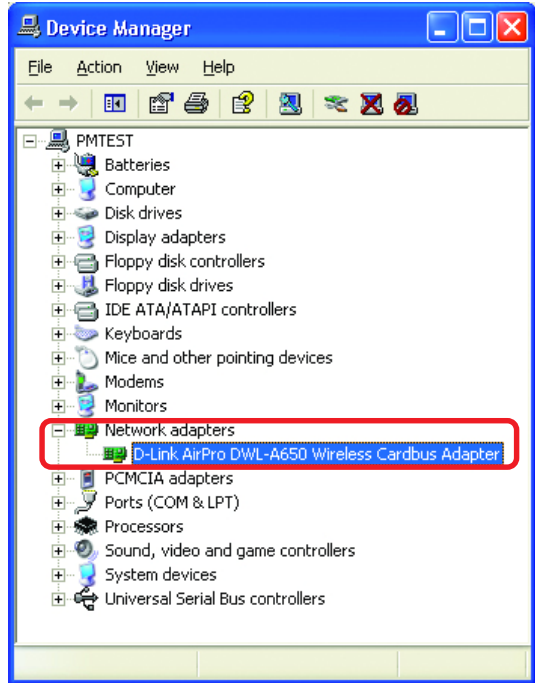 Device Manager
File Action View Help
PMTEST
Batteries
Computer
Disk drives
Display adapters
Floppy disk controllers
Floppy disk drives
IDE ATA/ATAPI controllers
Keyboards
Mice and other pointing devices
Modems
Monitors
Network adapters
D-Link AirPro DWL-A650 Wireless Cardbus Adapter
PCMCIA adapters
Ports (COM & LPT)
Processors
Sound, video and game controllers
System devices
Universal Serial Bus controllers